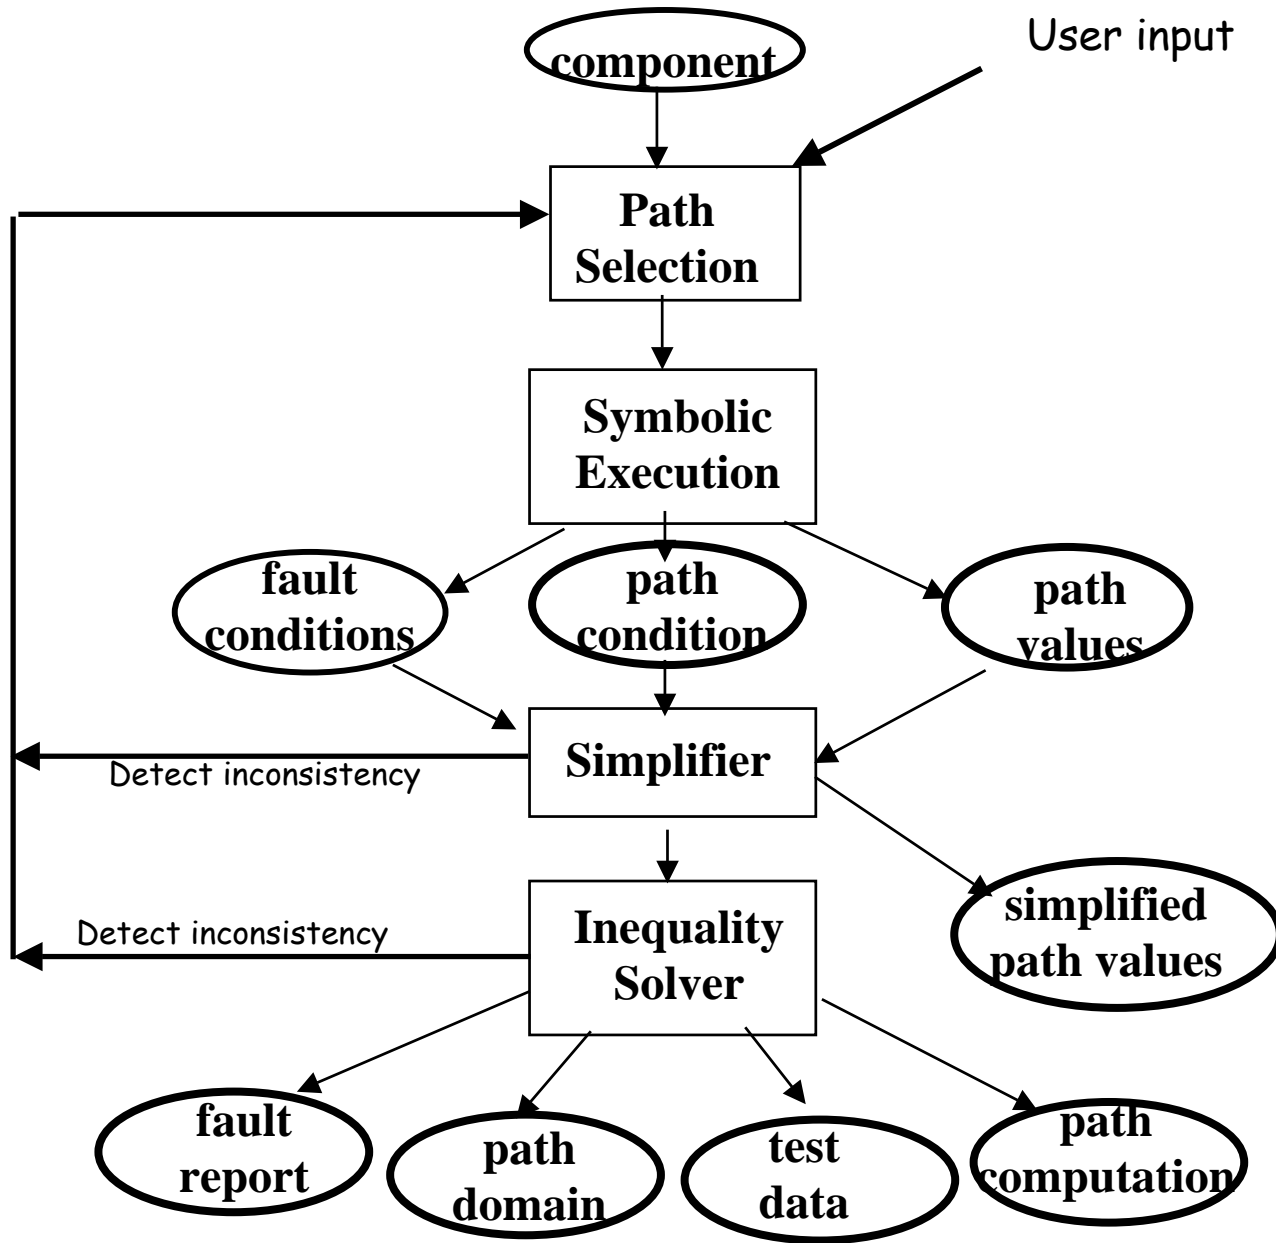 component
User input
Path
Selection
Symbolic
Execution
fault
conditions
path
condition
path
values
Simplifier
Detect inconsistency
simplified
path values
Inequality
Solver
Detect inconsistency
fault
report
path
domain
test
data
path
computation